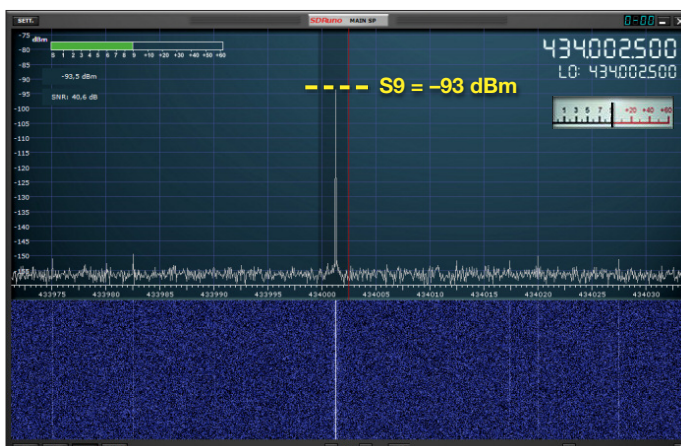 SETT.
SDRuno MAIN SP
0-00
dBm
S 1 2 3 4 5 6 7 8 9 +10 +20 +30 +40 +50 +60
-93,5 dBm
SNR: 40,6 dB
434.002.500
LO: 434.002.500
S9 = –93 dBm
1 3 5 7 9 +20 +40 +60
-75
-80
-85
-90
-95
-100
-105
-110
-115
-120
-125
-130
-135
-140
-145
-150
433975 433980 433985 433990 433995 434000 434005 434010 434015 434020 434025 434030